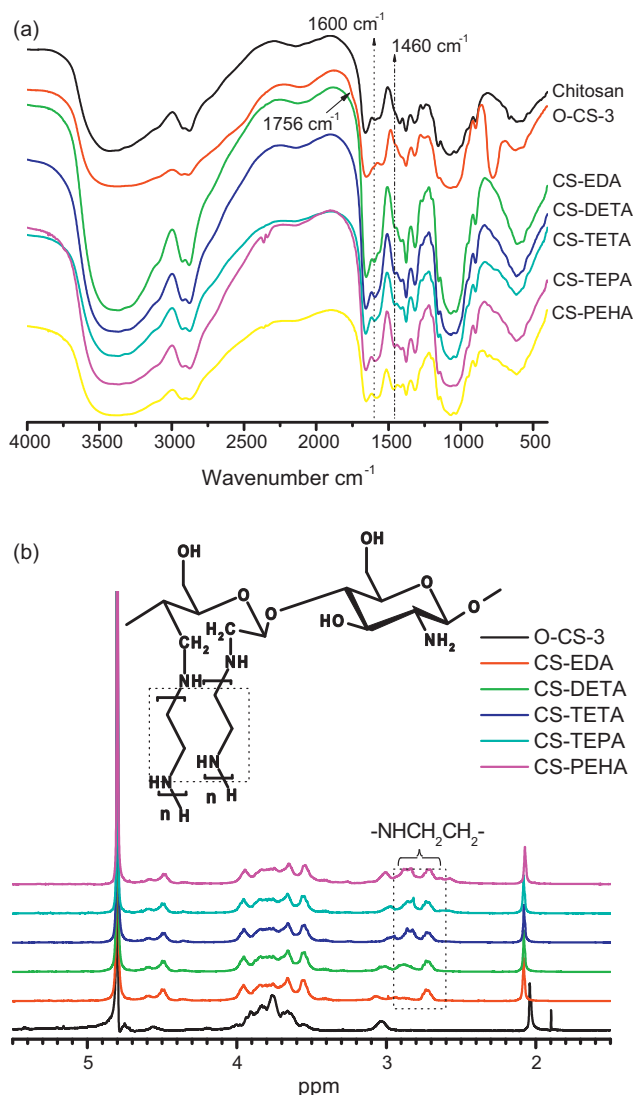 (a)
1600 cm⁻¹
1460 cm⁻¹
1756 cm⁻¹
Chitosan
O-CS-3
CS-EDA
CS-DETA
CS-TETA
CS-TEPA
CS-PEHA
4000 3500 3000 2500 2000 1500 1000 500
Wavenumber cm⁻¹
(b)
OH
OH
O
O
O
O
CH₂
H₂C
HO
NH₂
NH
NH
HN
HN
n
H
n
H
O-CS-3
CS-EDA
CS-DETA
CS-TETA
CS-TEPA
CS-PEHA
-NHCH₂CH₂-
5 4 3 2
ppm